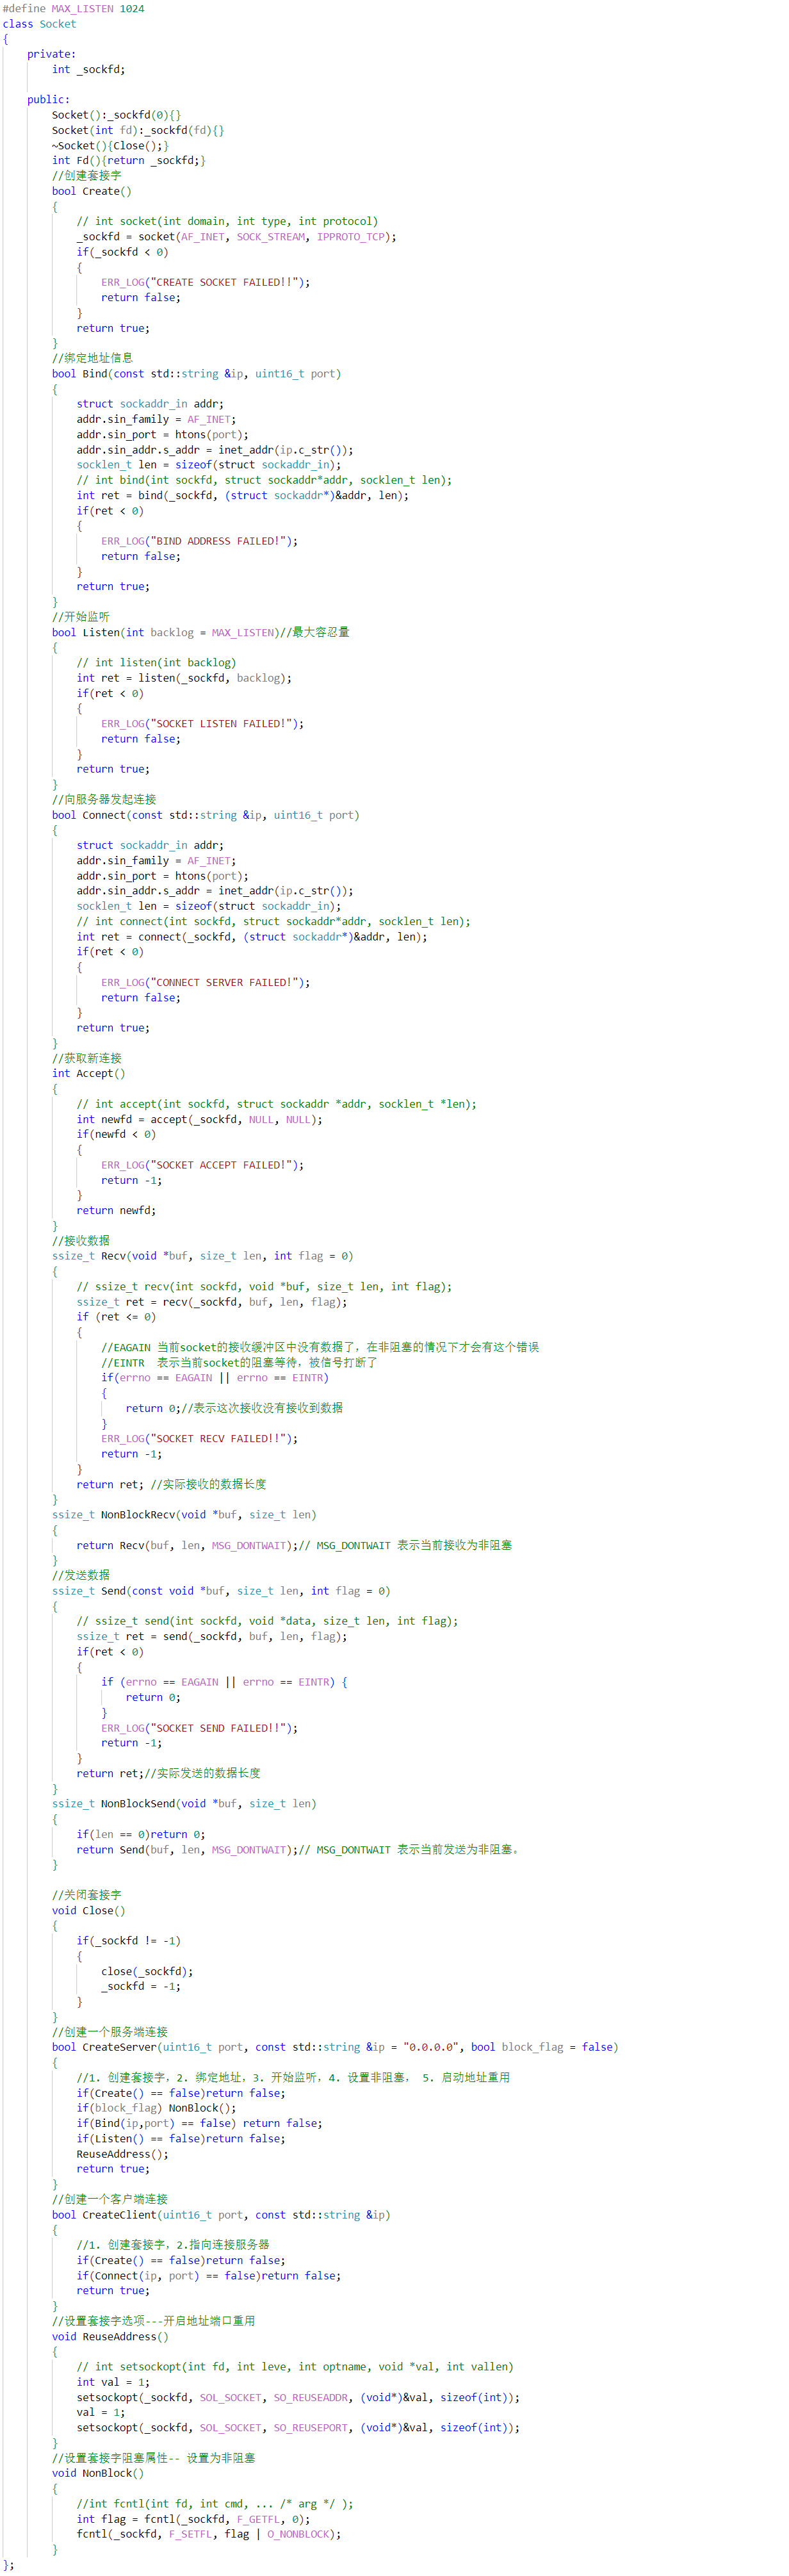 #define MAX_LISTEN 1024
class Socket
{
    private:
        int _sockfd;

    public:
        Socket():_sockfd(0){}
        Socket(int fd):_sockfd(fd){}
        ~Socket(){Close();}
        int Fd(){return _sockfd;}
        //创建套接字
        bool Create()
        {
            // int socket(int domain, int type, int protocol)
            _sockfd = socket(AF_INET, SOCK_STREAM, IPPROTO_TCP);
            if(_sockfd < 0)
            {
                ERR_LOG("CREATE SOCKET FAILED!!");
                return false;
            }
            return true;
        }
        //绑定地址信息
        bool Bind(const std::string &ip, uint16_t port)
        {
            struct sockaddr_in addr;
            addr.sin_family = AF_INET;
            addr.sin_port = htons(port);
            addr.sin_addr.s_addr = inet_addr(ip.c_str());
            socklen_t len = sizeof(struct sockaddr_in);
            // int bind(int sockfd, struct sockaddr*addr, socklen_t len);
            int ret = bind(_sockfd, (struct sockaddr*)&addr, len);
            if(ret < 0)
            {
                ERR_LOG("BIND ADDRESS FAILED!");
                return false;
            }
            return true;
        }
        //开始监听
        bool Listen(int backlog = MAX_LISTEN)//最大容忍量
        {
            // int listen(int backlog)
            int ret = listen(_sockfd, backlog);
            if(ret < 0)
            {
                ERR_LOG("SOCKET LISTEN FAILED!");
                return false;
            }
            return true;
        }
        //向服务器发起连接
        bool Connect(const std::string &ip, uint16_t port)
        {
            struct sockaddr_in addr;
            addr.sin_family = AF_INET;
            addr.sin_port = htons(port);
            addr.sin_addr.s_addr = inet_addr(ip.c_str());
            socklen_t len = sizeof(struct sockaddr_in);
            // int connect(int sockfd, struct sockaddr*addr, socklen_t len);
            int ret = connect(_sockfd, (struct sockaddr*)&addr, len);
            if(ret < 0)
            {
                ERR_LOG("CONNECT SERVER FAILED!");
                return false;
            }
            return true;
        }
        //获取新连接
        int Accept()
        {
            // int accept(int sockfd, struct sockaddr *addr, socklen_t *len);
            int newfd = accept(_sockfd, NULL, NULL);
            if(newfd < 0)
            {
                ERR_LOG("SOCKET ACCEPT FAILED!");
                return -1;
            }
            return newfd;
        }
        //接收数据
        ssize_t Recv(void *buf, size_t len, int flag = 0)
        {
            // ssize_t recv(int sockfd, void *buf, size_t len, int flag);
            ssize_t ret = recv(_sockfd, buf, len, flag);
            if (ret <= 0)
            {
                //EAGAIN 当前socket的接收缓冲区中没有数据了，在非阻塞的情况下才会有这个错误
                //EINTR  表示当前socket的阻塞等待，被信号打断了
                if(errno == EAGAIN || errno == EINTR)
                {
                    return 0;//表示这次接收没有接收到数据
                }
                ERR_LOG("SOCKET RECV FAILED!!");
                return -1;
            }
            return ret; //实际接收的数据长度
        }
        ssize_t NonBlockRecv(void *buf, size_t len)
        {
            return Recv(buf, len, MSG_DONTWAIT);// MSG_DONTWAIT 表示当前接收为非阻塞
        }
        //发送数据
        ssize_t Send(const void *buf, size_t len, int flag = 0)
        {
            // ssize_t send(int sockfd, void *data, size_t len, int flag);
            ssize_t ret = send(_sockfd, buf, len, flag);
            if(ret < 0)
            {
                if (errno == EAGAIN || errno == EINTR) {
                    return 0;
                }
                ERR_LOG("SOCKET SEND FAILED!!");
                return -1;
            }
            return ret;//实际发送的数据长度
        }
        ssize_t NonBlockSend(void *buf, size_t len)
        {
            if(len == 0)return 0;
            return Send(buf, len, MSG_DONTWAIT);// MSG_DONTWAIT 表示当前发送为非阻塞。
        }

        //关闭套接字
        void Close()
        {
            if(_sockfd != -1)
            {
                close(_sockfd);
                _sockfd = -1;
            }
        }
        //创建一个服务端连接
        bool CreateServer(uint16_t port, const std::string &ip = "0.0.0.0", bool block_flag = false)
        {
            //1. 创建套接字，2. 绑定地址，3. 开始监听，4. 设置非阻塞， 5. 启动地址重用
            if(Create() == false)return false;
            if(block_flag) NonBlock();
            if(Bind(ip,port) == false) return false;
            if(Listen() == false)return false;
            ReuseAddress();
            return true;
        }
        //创建一个客户端连接
        bool CreateClient(uint16_t port, const std::string &ip)
        {
            //1. 创建套接字，2.指向连接服务器
            if(Create() == false)return false;
            if(Connect(ip, port) == false)return false;
            return true;
        }
        //设置套接字选项---开启地址端口重用
        void ReuseAddress()
        {
            // int setsockopt(int fd, int leve, int optname, void *val, int vallen)
            int val = 1;
            setsockopt(_sockfd, SOL_SOCKET, SO_REUSEADDR, (void*)&val, sizeof(int));
            val = 1;
            setsockopt(_sockfd, SOL_SOCKET, SO_REUSEPORT, (void*)&val, sizeof(int));
        }
        //设置套接字阻塞属性-- 设置为非阻塞
        void NonBlock()
        {
            //int fcntl(int fd, int cmd, ... /* arg */ );
            int flag = fcntl(_sockfd, F_GETFL, 0);
            fcntl(_sockfd, F_SETFL, flag | O_NONBLOCK);
        }
};